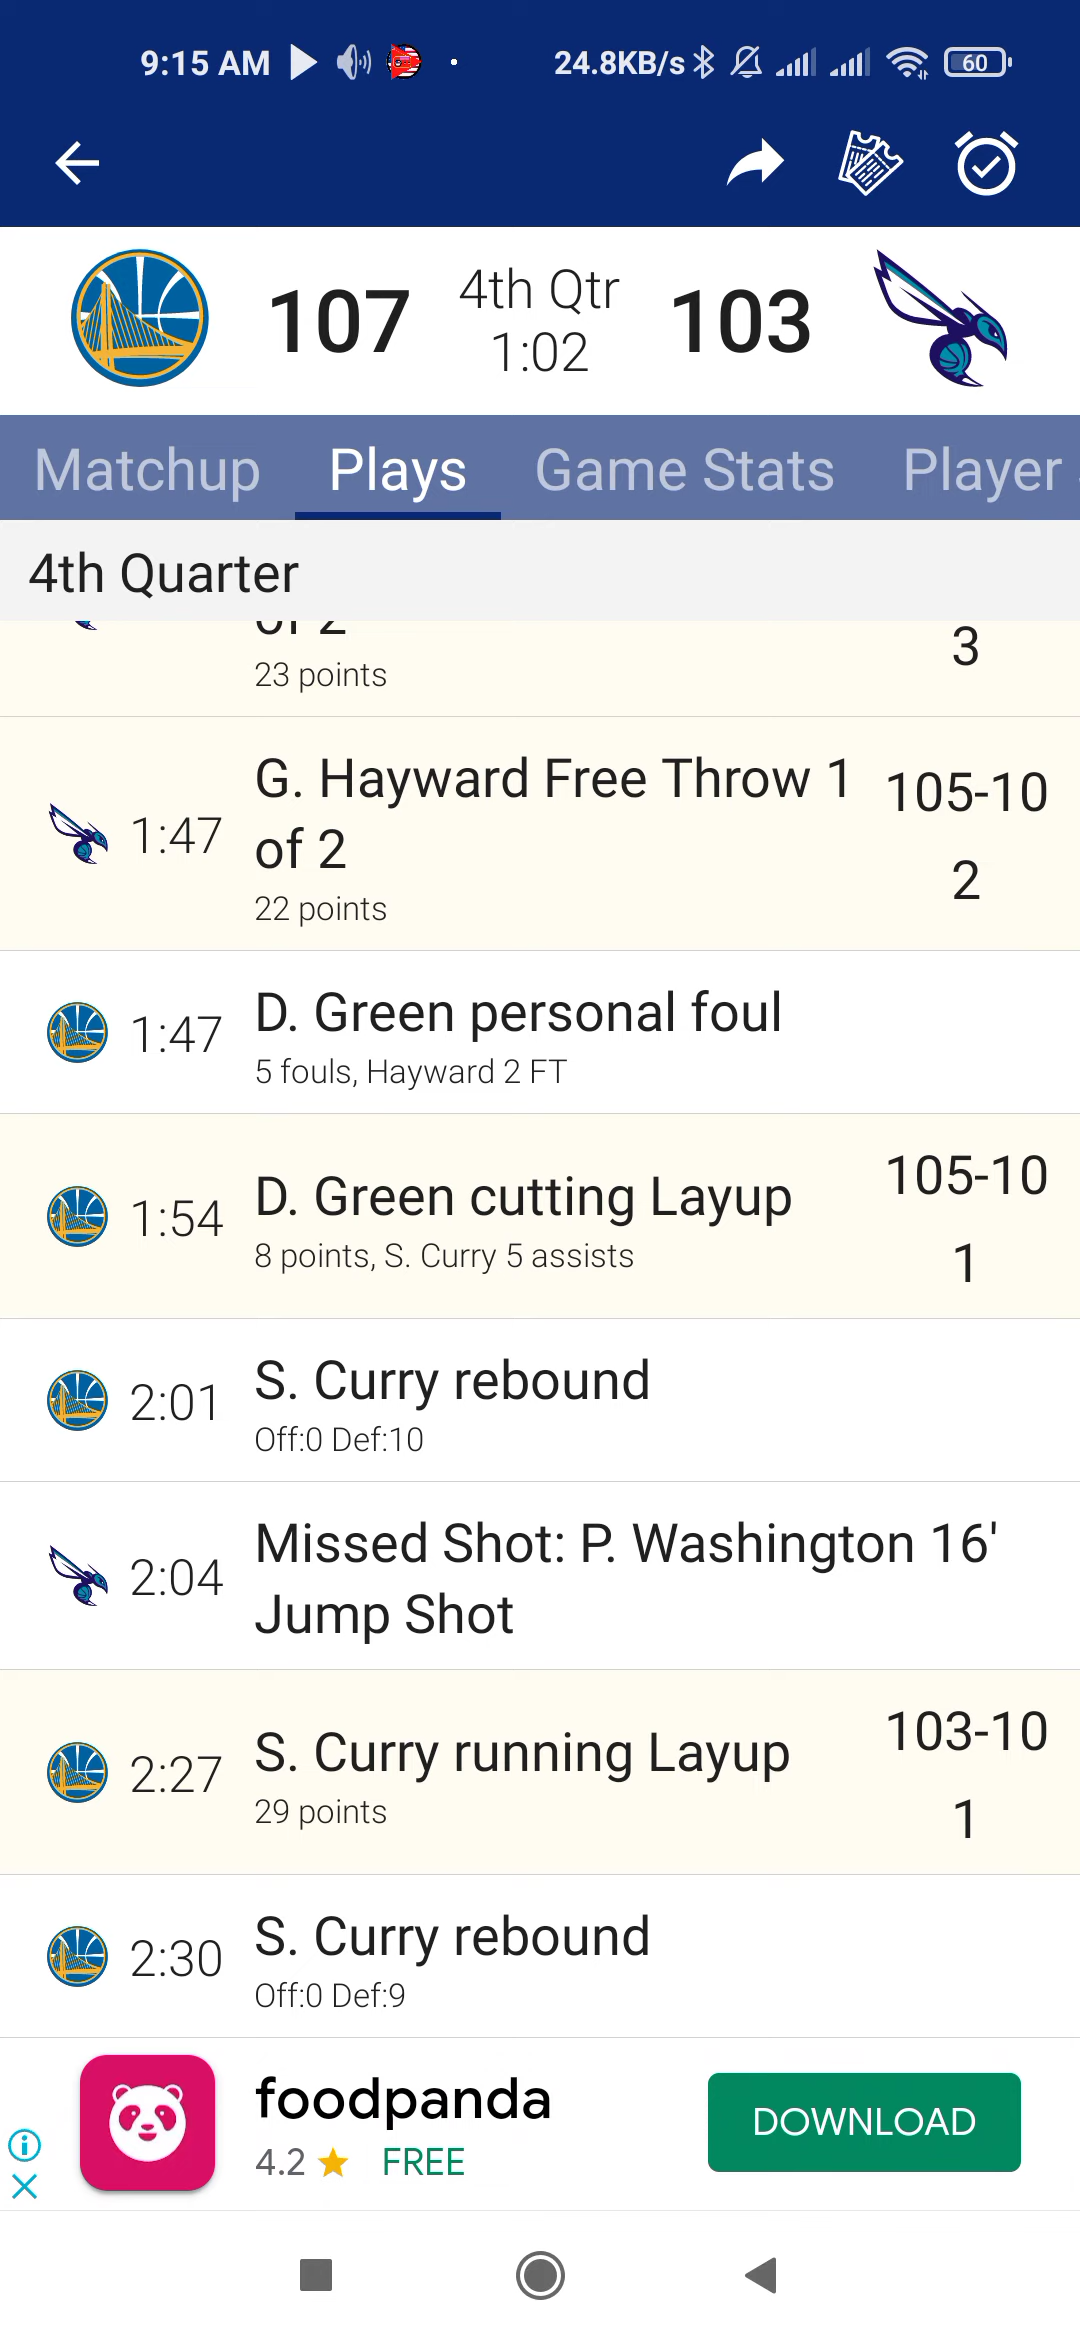 9:15 AM 24.8KB/s 60
107 4th Qtr 103
1:02
Matchup Plays Game Stats Player
4th Quarter
of 2
3
23 points
G. Hayward Free Throw 1
105-10
1:47
of 2
2
22 points
1:47 D. Green personal foul
5 fouls, Hayward 2 FT
105-10
1:54 D. Green cutting Layup
8 points, S. Curry 5 assists
1
2:01 S. Curry rebound
Off:0 Def:10
Missed Shot: P. Washington 16'
2:04
Jump Shot
103-10
2:27 S. Curry running Layup
29 points
1
2:30 S. Curry rebound
Off:0 Def:9
foodpanda
DOWNLOAD
4.2 FREE